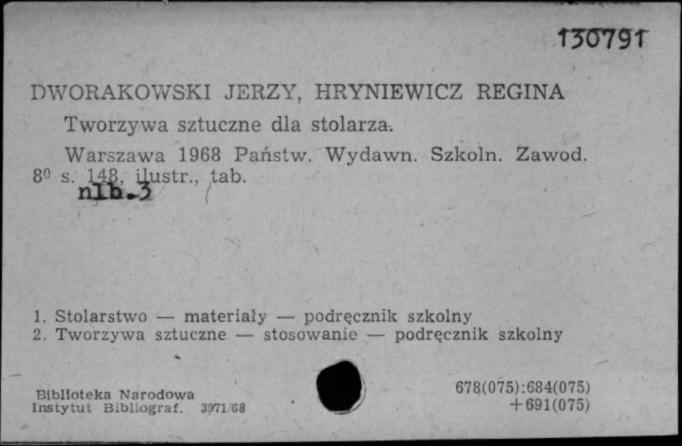 130791
DWORAKOWSKI JERZY, HRYNIEWICZ REGINA
Tworzywa sztuczne dla stolarza.
Warszawa 1968 Państw. Wydawn. Szkoln. Zawod.
8⁰ s. 148, ilustr., tab.
nlb. 3
1. Stolarstwo — materiały — podręcznik szkolny
2. Tworzywa sztuczne — stosowanie — podręcznik szkolny
Biblioteka Narodowa
Instytut Bibliograf. 3971/68
678(075):684(075)
+691(075)